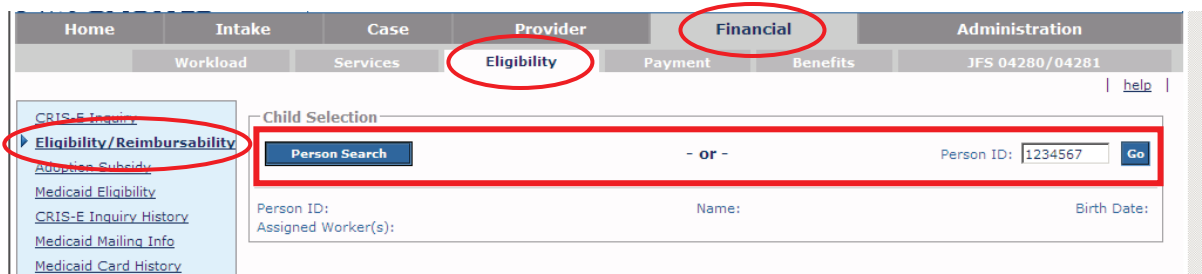 Home Intake Case Provider Financial Administration
Workload Services Eligibility Payment Benefits JFS 04280/04281
| help |
CRIS-E Inquiry
Eligibility/Reimbursability
Adoption Subsidy
Medicaid Eligibility
CRIS-E Inquiry History
Medicaid Mailing Info
Medicaid Card History
Child Selection
Person Search - or - Person ID: 1234567 Go
Person ID: Name: Birth Date:
Assigned Worker(s):